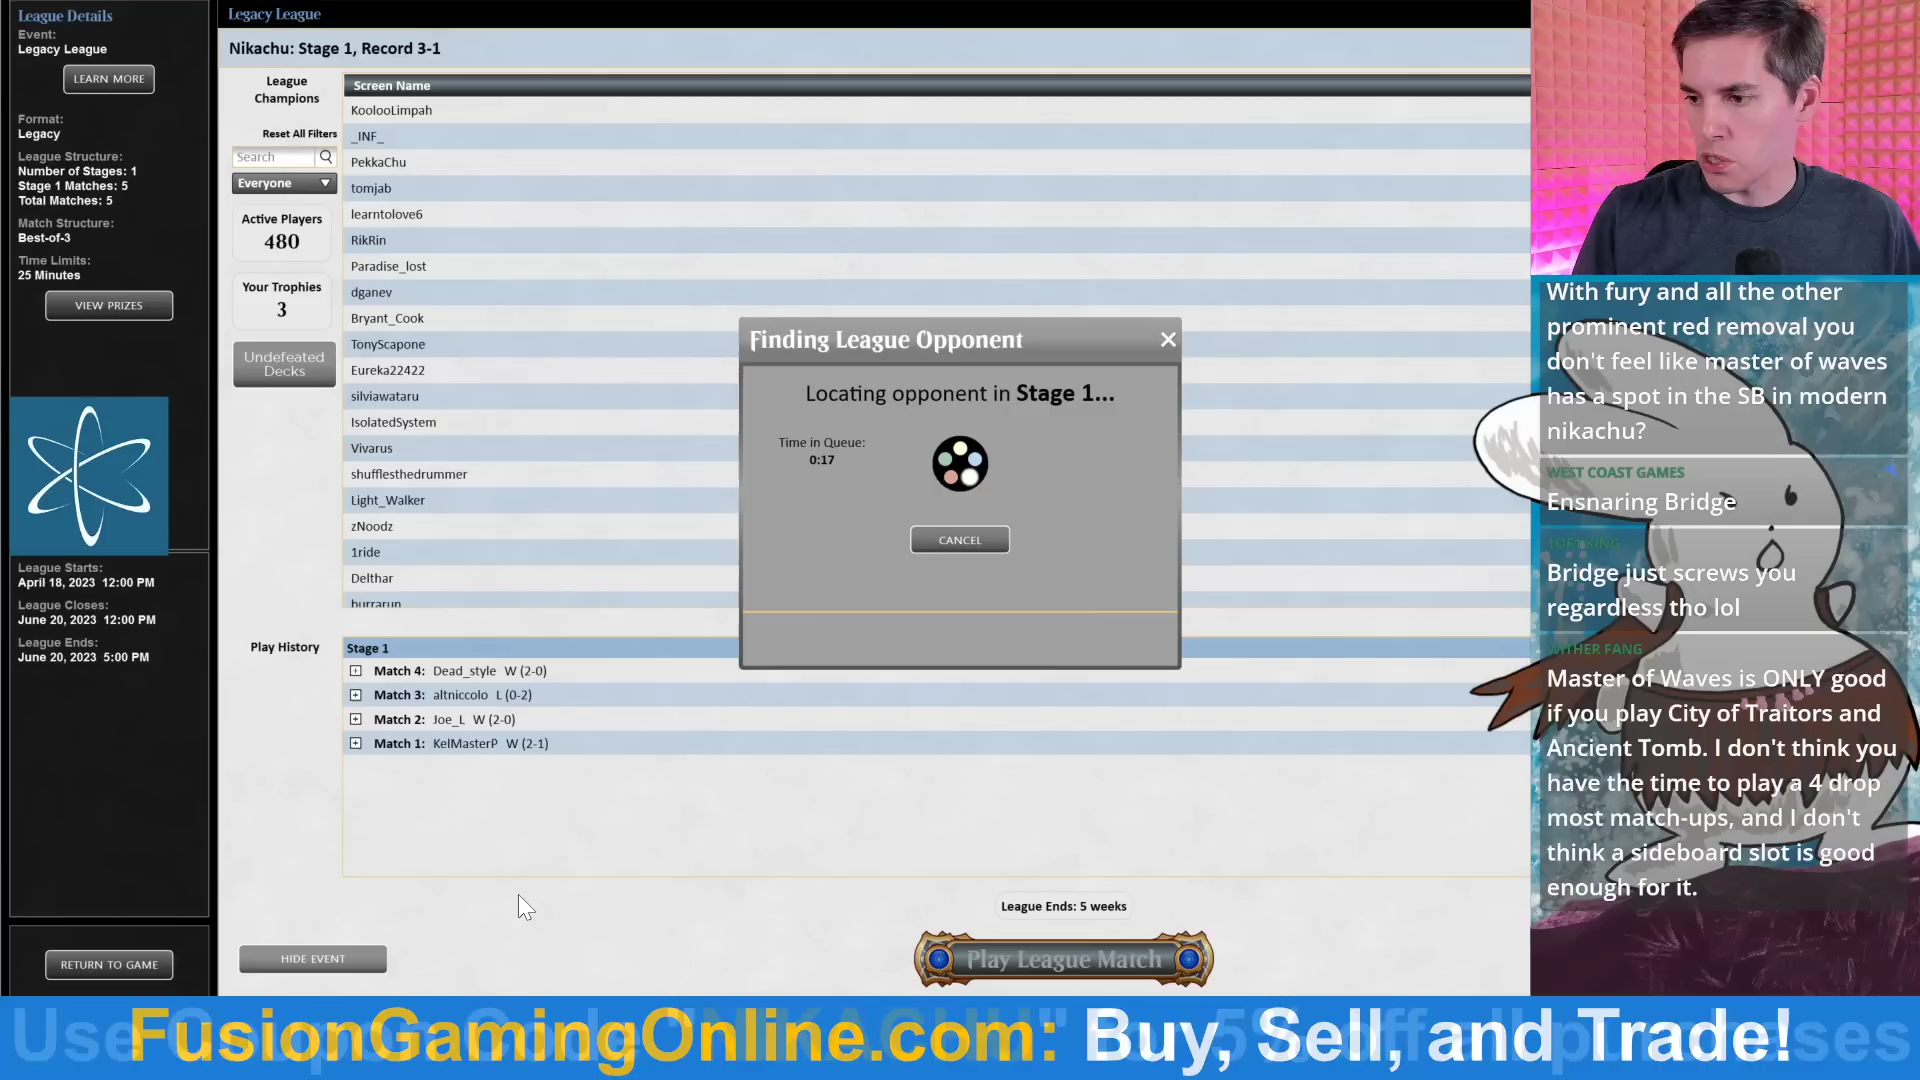 League Details
Event:
Legacy League
LEARN MORE
Format:
Legacy
League Structure:
Number of Stages: 1
Stage 1 Matches: 5
Total Matches: 5
Match Structure:
Best-of-3
Time Limits:
25 Minutes
VIEW PRIZES
League Starts:
April 18, 2023 12:00 PM
League Closes:
June 20, 2023 12:00 PM
League Ends:
June 20, 2023 5:00 PM
RETURN TO GAME
Legacy League
Nikachu: Stage 1, Record 3-1
League
Champions
Reset All Filters
Search
Everyone
Active Players
480
Your Trophies
3
Undefeated
Decks
Screen Name
KoolooLimpah
_INF_
PekkaChu
tomjab
learntolove6
RikRin
Paradise_lost
dganev
Bryant_Cook
TonyScapone
Eureka22422
silviawataru
IsolatedSystem
Vivarus
shufflesthedrummer
Light_Walker
zNoodz
1ride
Delthar
burrarun
Finding League Opponent
Locating opponent in Stage 1...
Time in Queue:
0:17
CANCEL
Play History
Stage 1
Match 4: Dead_style W (2-0)
Match 3: altniccolo L (0-2)
Match 2: Joe_L W (2-0)
Match 1: KelMasterP W (2-1)
League Ends: 5 weeks
HIDE EVENT
Play League Match
With fury and all the other
prominent red removal you
don't feel like master of waves
has a spot in the SB in modern
nikachu?
WEST COAST GAMES
Ensnaring Bridge
Bridge just screws you
regardless tho lol
WITHER FANG
Master of Waves is ONLY good
if you play City of Traitors and
Ancient Tomb. I don't think you
have the time to play a 4 drop
most match-ups, and I don't
think a sideboard slot is good
enough for it.
FusionGamingOnline.com: Buy, Sell, and Trade!